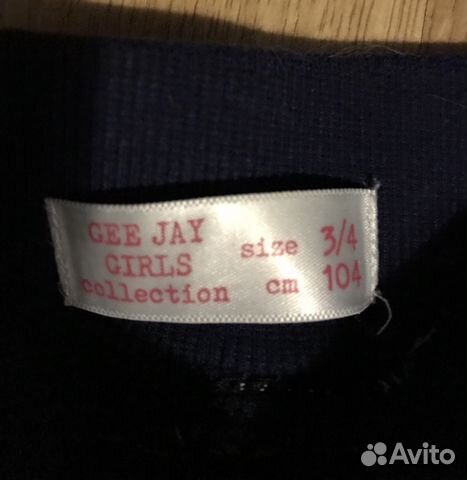 GEE JAY
GIRLS
collection
size 3/4
cm 104
Avito